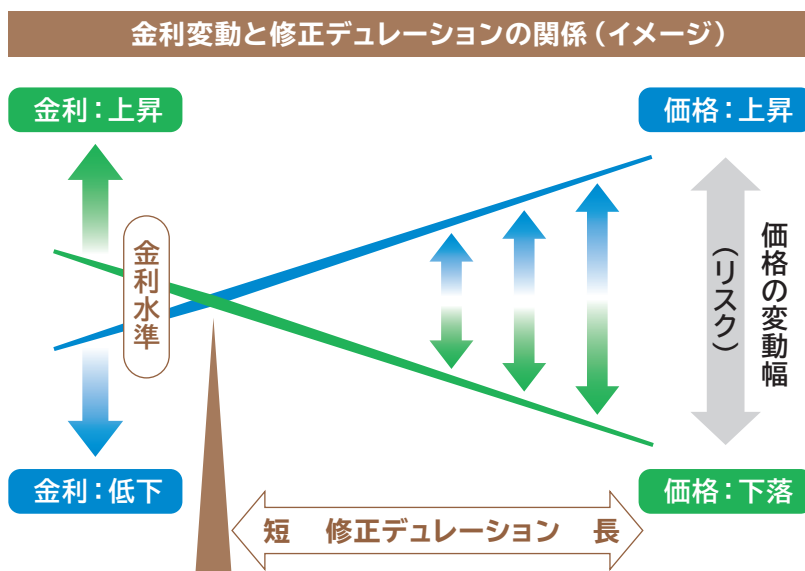 金利変動と修正デュレーションの関係（イメージ）
金利：上昇
価格：上昇
金利水準
価格の変動幅
（リスク）
金利：低下
価格：下落
短　修正デュレーション　長